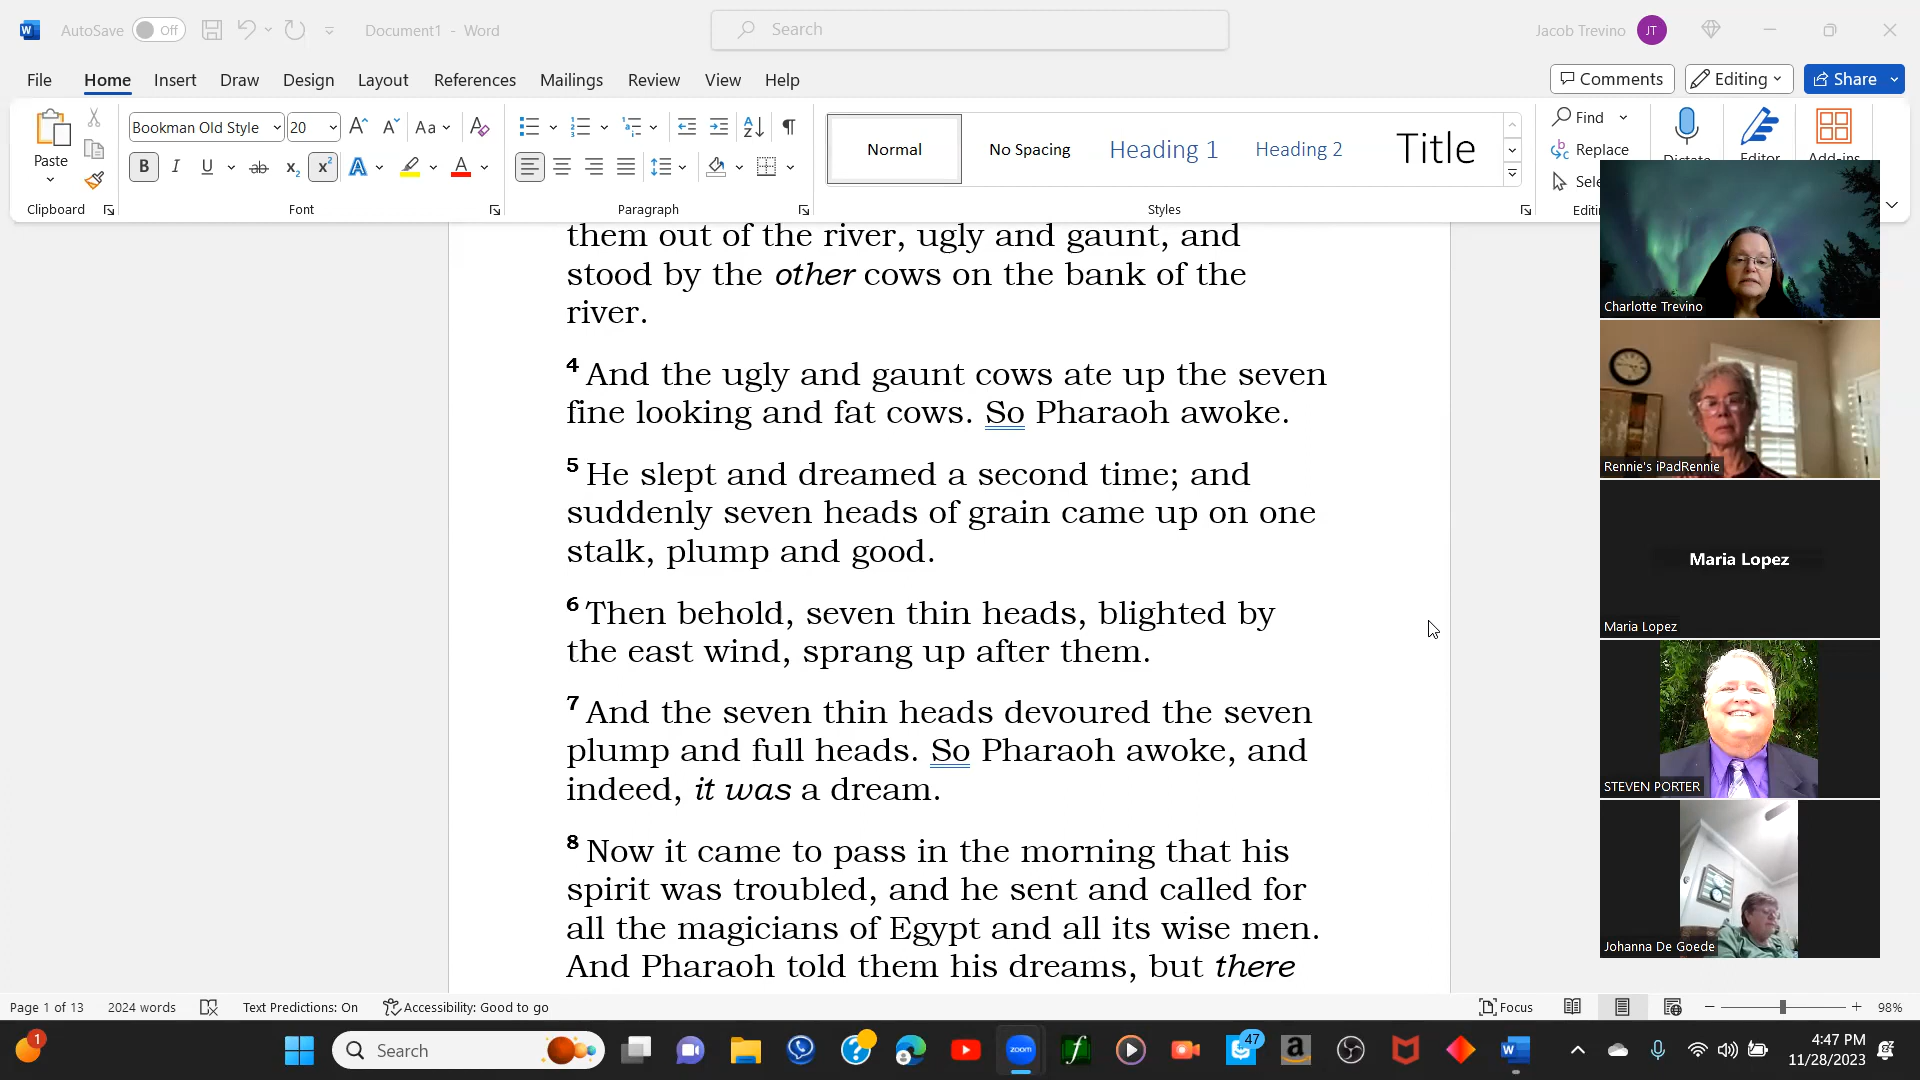 AutoSave Off Document1 - Word Search Jacob Trevino JT
File Home Insert Draw Design Layout References Mailings Review View Help Comments Editing Share
Paste
Bookman Old Style 20 Aa
B I U ab x₂ x² A A
Normal No Spacing Heading 1 Heading 2 Title
Find
Replace
Clipboard Font Paragraph Styles
them out of the river, ugly and gaunt, and
stood by the other cows on the bank of the
river.
4 And the ugly and gaunt cows ate up the seven
fine looking and fat cows. So Pharaoh awoke.
5 He slept and dreamed a second time; and
suddenly seven heads of grain came up on one
stalk, plump and good.
6 Then behold, seven thin heads, blighted by
the east wind, sprang up after them.
7 And the seven thin heads devoured the seven
plump and full heads. So Pharaoh awoke, and
indeed, it was a dream.
8 Now it came to pass in the morning that his
spirit was troubled, and he sent and called for
all the magicians of Egypt and all its wise men.
And Pharaoh told them his dreams, but there
Charlotte Trevino
Rennie's iPadRennie
Maria Lopez
Maria Lopez
STEVEN PORTER
Johanna De Goede
Page 1 of 13 2024 words Text Predictions: On Accessibility: Good to go Focus 98%
1 Search zoom 47 4:47 PM
11/28/2023